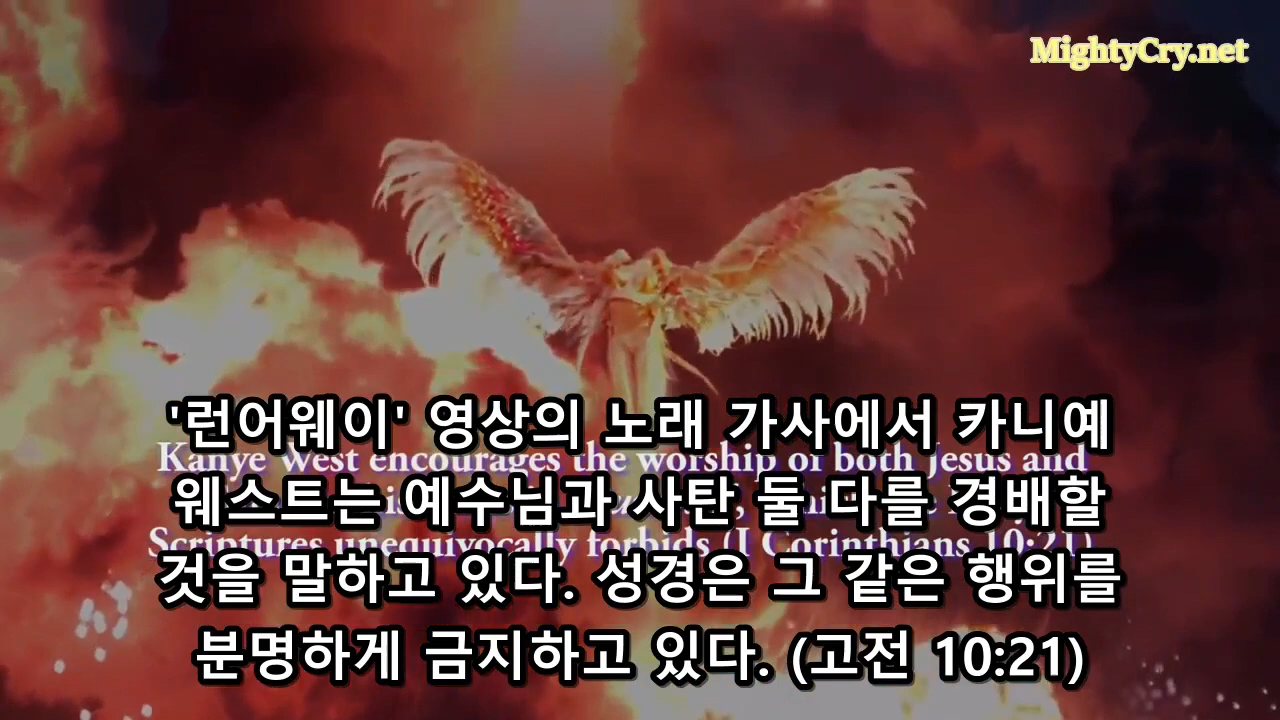 MightyCry.net
'런어웨이' 영상의 노래 가사에서 카니예
Kanye West encourages the worship of both Jesus and
웨스트는 예수님과 사탄 둘 다를 경배할
Scriptures unequivocally forbids (I Corinthians 10:21)
것을 말하고 있다. 성경은 그 같은 행위를
분명하게 금지하고 있다. (고전 10:21)